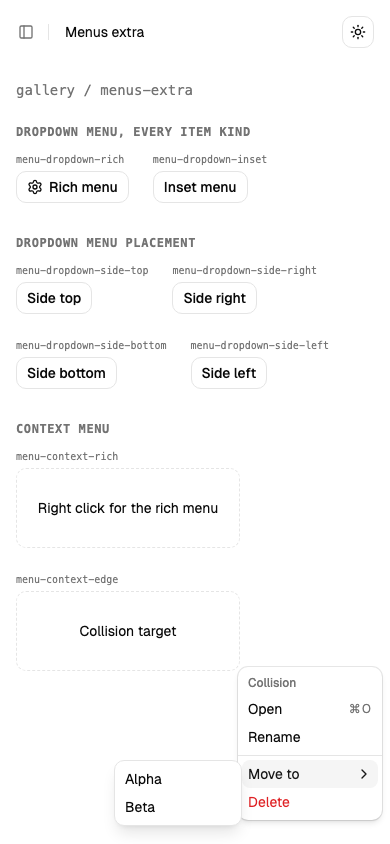 Menus extra
gallery / menus-extra
DROPDOWN MENU, EVERY ITEM KIND
menu-dropdown-rich menu-dropdown-inset
Rich menu Inset menu
DROPDOWN MENU PLACEMENT
menu-dropdown-side-top menu-dropdown-side-right
Side top Side right
menu-dropdown-side-bottom menu-dropdown-side-left
Side bottom Side left
CONTEXT MENU
menu-context-rich
Right click for the rich menu
menu-context-edge
Collision target
Collision
Open ⌘O
Rename
Move to
Delete
Alpha
Beta